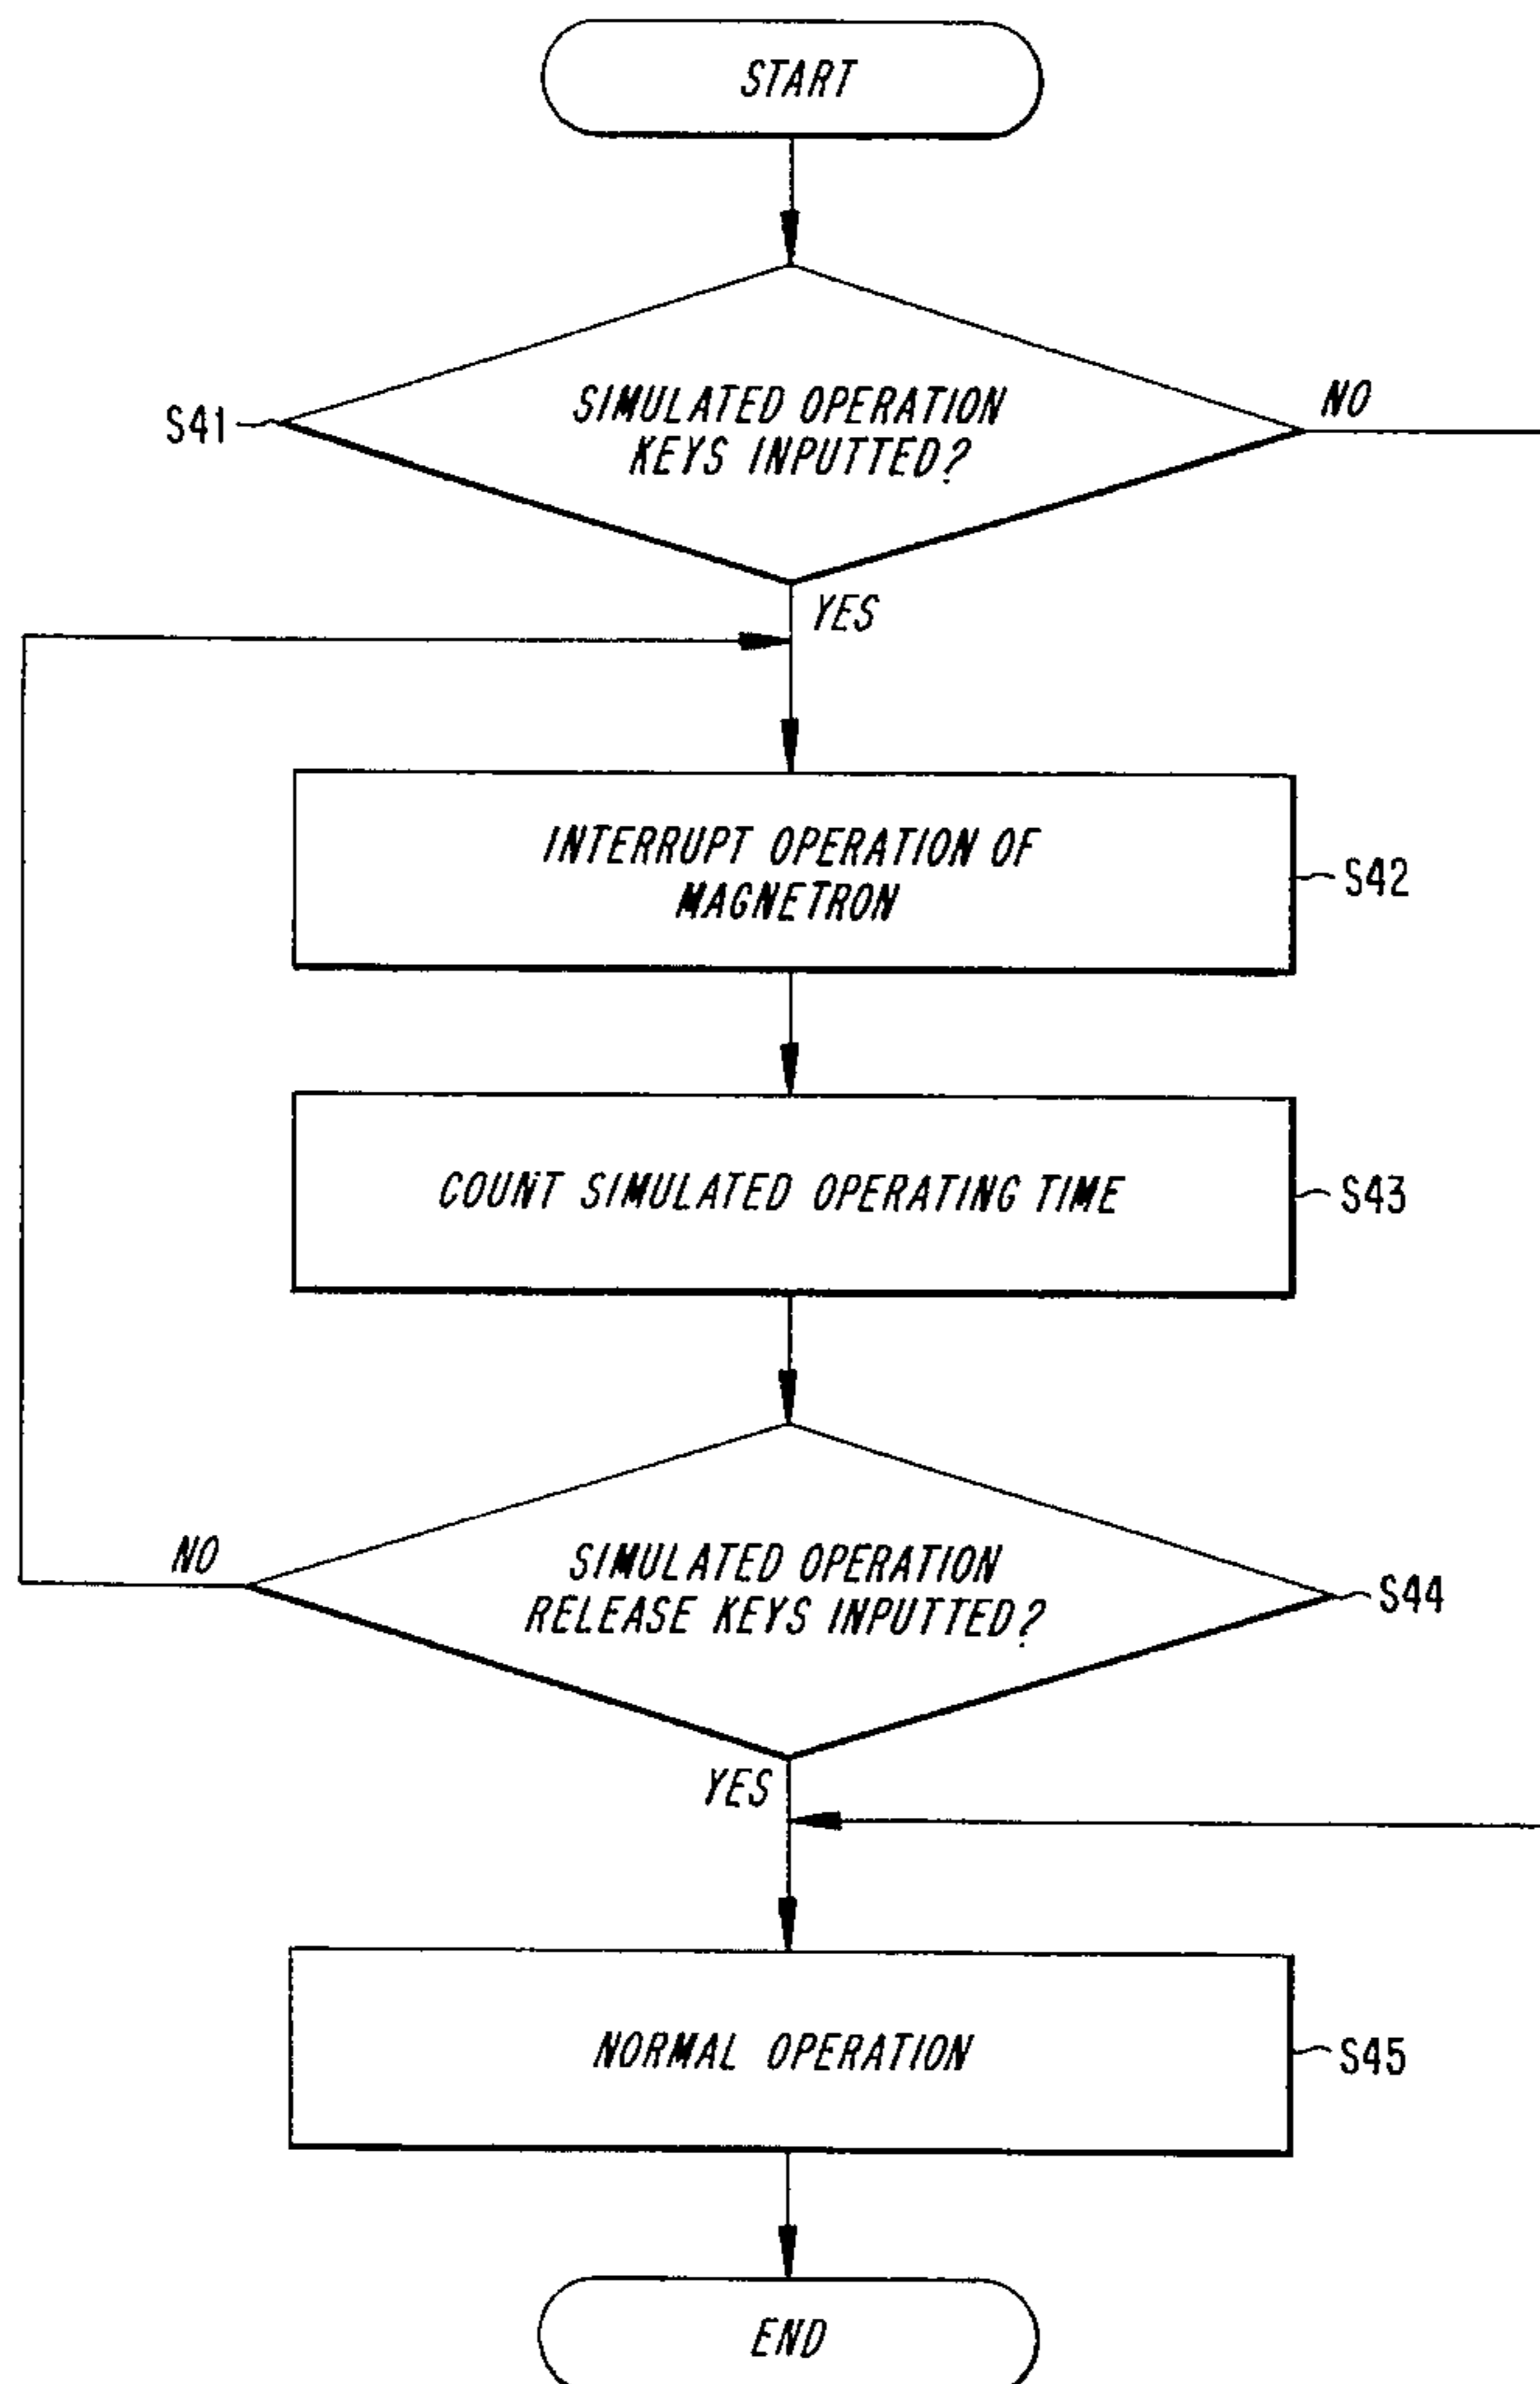 START
S41
SIMULATED OPERATION
KEYS INPUTTED?
NO
YES
INTERRUPT OPERATION OF
MAGNETRON
S42
COUNT SIMULATED OPERATING TIME
S43
NO
SIMULATED OPERATION
RELEASE KEYS INPUTTED?
S44
YES
NORMAL OPERATION
S45
END